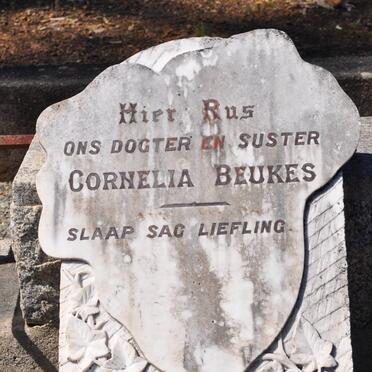 Hier Rus
ONS DOGTER EN SUSTER
CORNELIA BEUKES
SLAAP SAG LIEFLING.